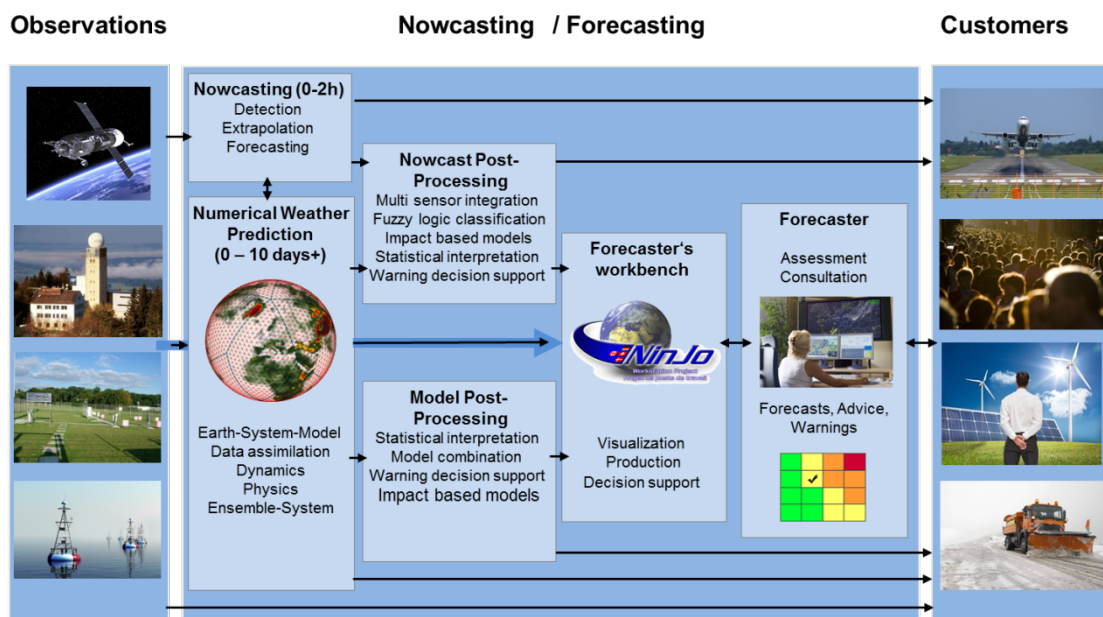 Observations
Nowcasting / Forecasting
Customers
Nowcasting (0-2h)
Detection
Extrapolation
Forecasting
Nowcast Post-
Processing
Multi sensor integration
Fuzzy logic classification
Impact based models
Statistical interpretation
Warning decision support
Numerical Weather
Prediction
(0 – 10 days+)
Earth-System-Model
Data assimilation
Dynamics
Physics
Ensemble-System
Model Post-
Processing
Statistical interpretation
Model combination
Warning decision support
Impact based models
Forecaster‘s
workbench
NinJo
Workstation Project
Visualization
Production
Decision support
Forecaster
Assessment
Consultation
Forecasts, Advice,
Warnings